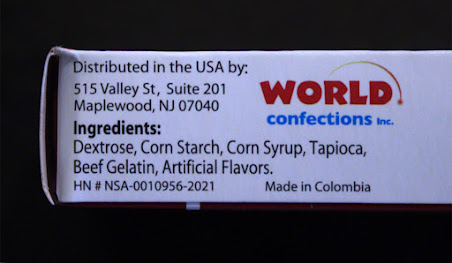 Distributed in the USA by:
515 Valley St, Suite 201
Maplewood, NJ 07040
WORLD
confections Inc.
Ingredients:
Dextrose, Corn Starch, Corn Syrup, Tapioca,
Beef Gelatin, Artificial Flavors.
HN # NSA-0010956-2021 Made in Colombia